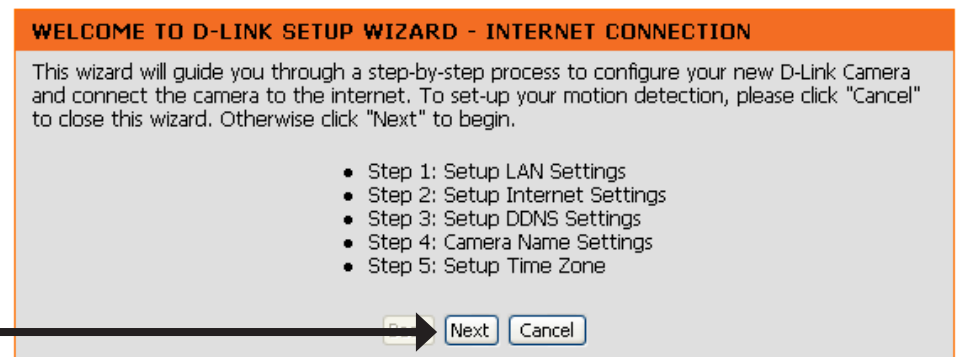 WELCOME TO D-LINK SETUP WIZARD - INTERNET CONNECTION
This wizard will guide you through a step-by-step process to configure your new D-Link Camera
and connect the camera to the internet. To set-up your motion detection, please click "Cancel"
to close this wizard. Otherwise click "Next" to begin.
● Step 1: Setup LAN Settings
● Step 2: Setup Internet Settings
● Step 3: Setup DDNS Settings
● Step 4: Camera Name Settings
● Step 5: Setup Time Zone
Next Cancel